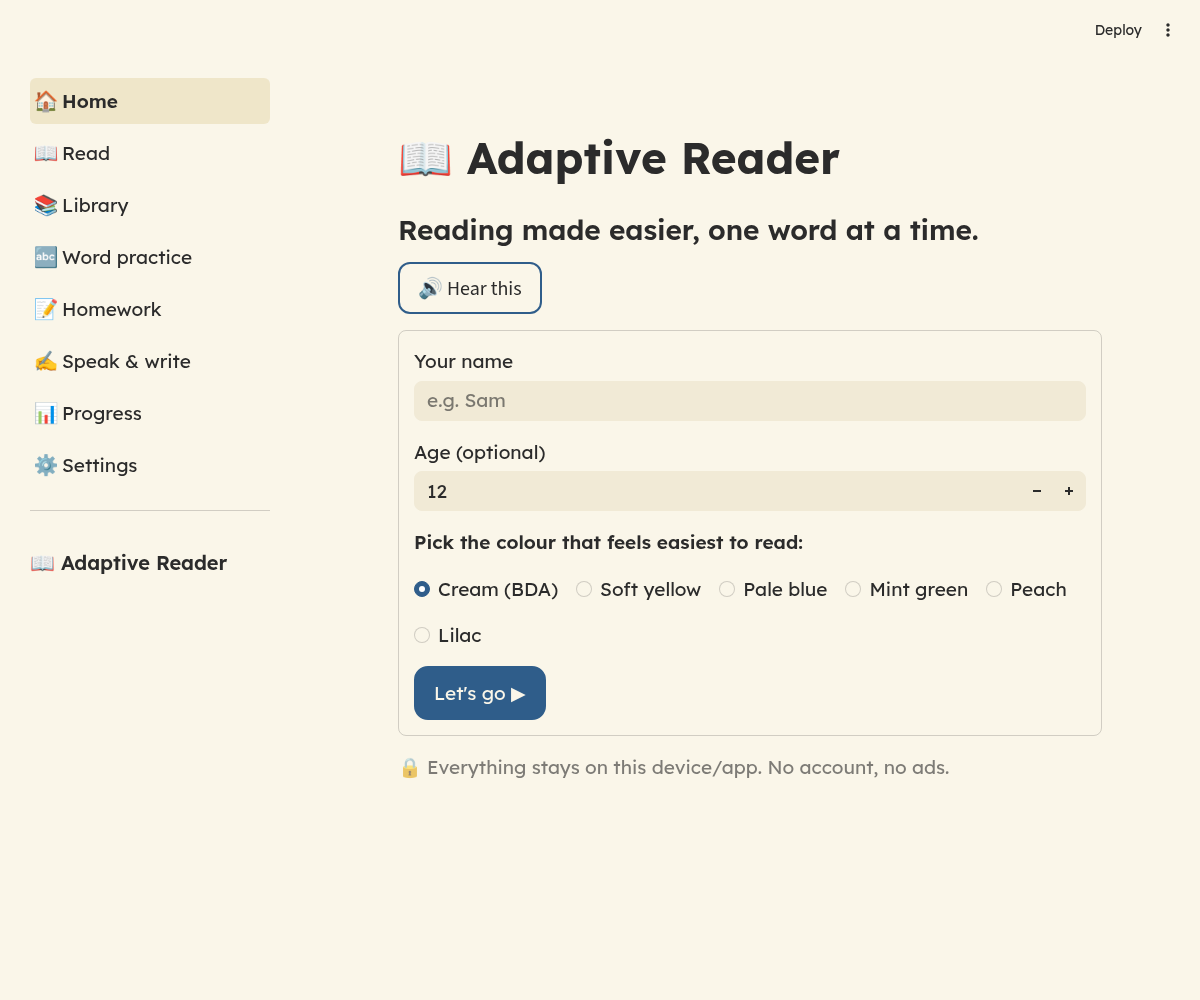 Deploy
🏠 Home
📖 Read
📚 Library
🔤 Word practice
📝 Homework
✍️ Speak & write
📊 Progress
⚙️ Settings
📖 Adaptive Reader
📖 Adaptive Reader
Reading made easier, one word at a time.
🔊 Hear this
Your name
e.g. Sam
Age (optional)
12
− +
Pick the colour that feels easiest to read:
Cream (BDA) Soft yellow Pale blue Mint green Peach
Lilac
Let's go ▶
🔒 Everything stays on this device/app. No account, no ads.